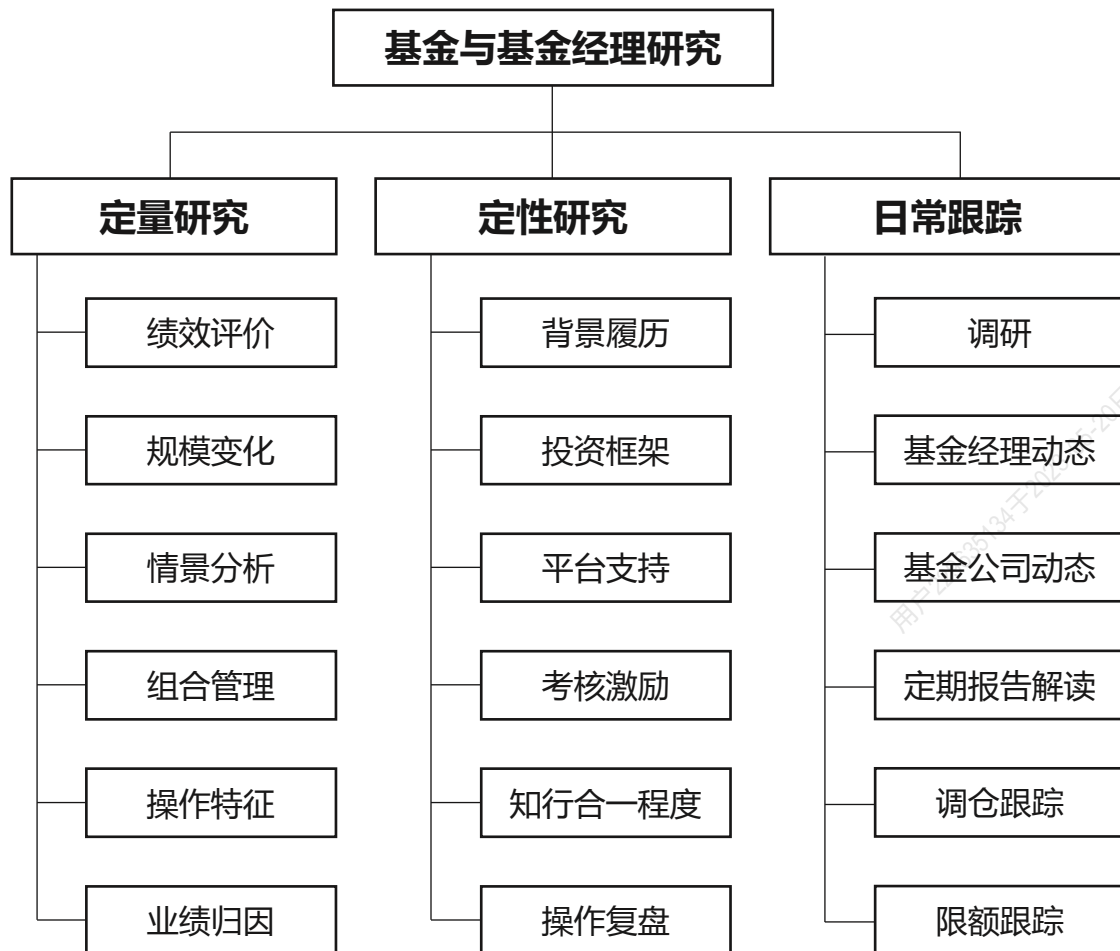 基金与基金经理研究
定量研究
绩效评价
规模变化
情景分析
组合管理
操作特征
业绩归因
定性研究
背景履历
投资框架
平台支持
考核激励
知行合一程度
操作复盘
日常跟踪
调研
基金经理动态
基金公司动态
定期报告解读
调仓跟踪
限额跟踪